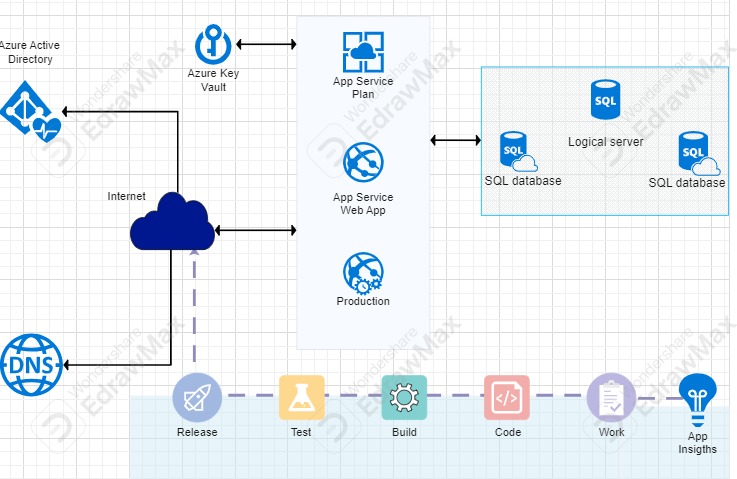 Azure Active
Directory
Azure Key
Vault
App Service
Plan
SQL
Logical server
SQL
SQL database
SQL
SQL database
Internet
App Service
Web App
Production
DNS
Release
Test
Build
</>
Code
Work
App
Insigths
Wondershare
EdrawMax
Wondershare
EdrawMax
Wondershare
EdrawMax
Wondershare
EdrawMax
Wondershare
EdrawMax
Wondershare
EdrawMax